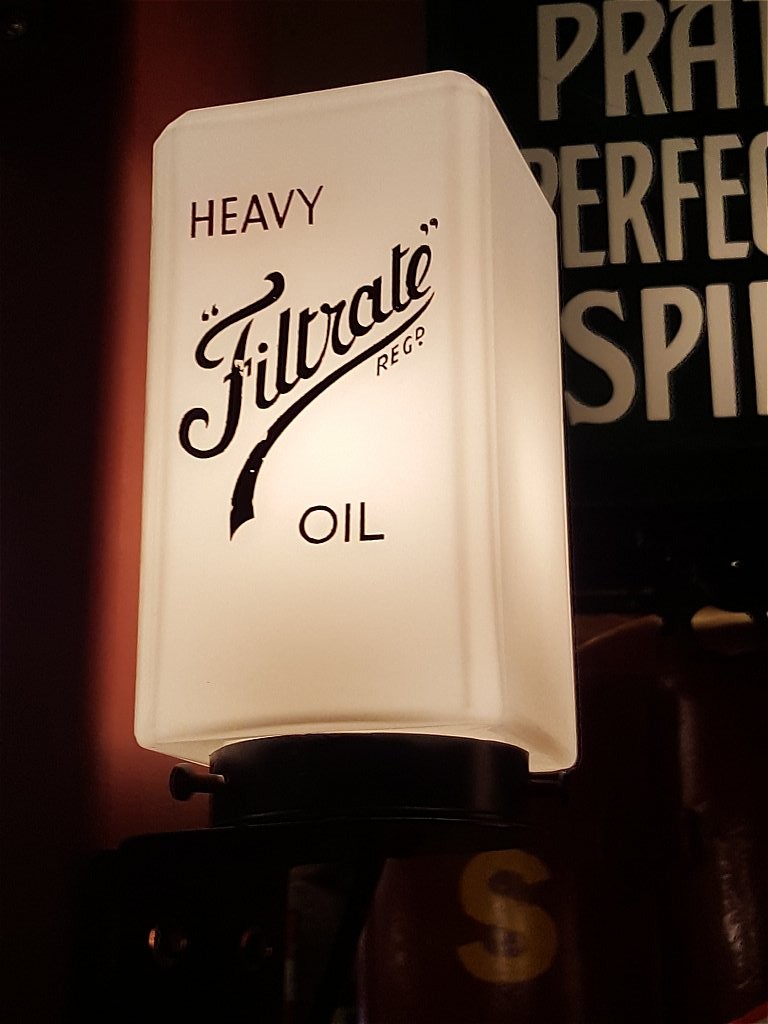 HEAVY
"Filtrate"
REGD
OIL
PRAT
PERFEC
SPI
S